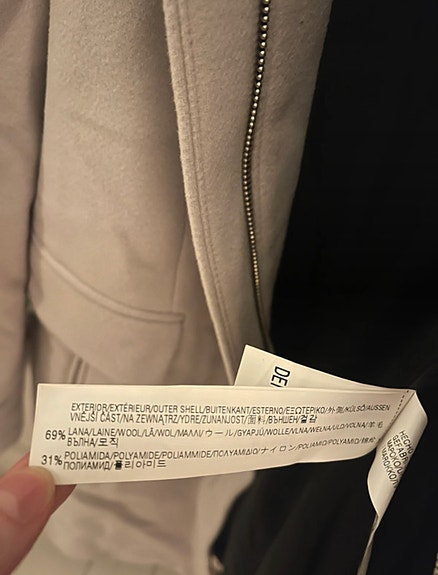 EXTERIOR/EXTÉRIEUR/OUTER SHELL/BUITENKANT/ESTERNO/ΕΞΩΤΕΡΙΚΟ/外側/KÜLSŐ/AUSSEN
VNĚJŠÍ ČÁST/NA ZEWNĄTRZ/YDRE/ZUNANJOST/面料/ВЪНШЕН/겉감
69% LANA/LAINE/WOOL/LÃ/WOL/ΜΑΛΛΙ/ウール/GYAPJÚ/WOLLE/VLNA/WEŁNA/ULD/VOLNA/羊毛
ВЪЛНА/모직
31% POLIAMIDA/POLYAMIDE/POLIAMMIDE/ΠΟΛΥΑΜΙΔΙΟ/ナイロン/POLIAMID/POLYAMID/锦纶
ПОЛИАМИД/폴리아미드